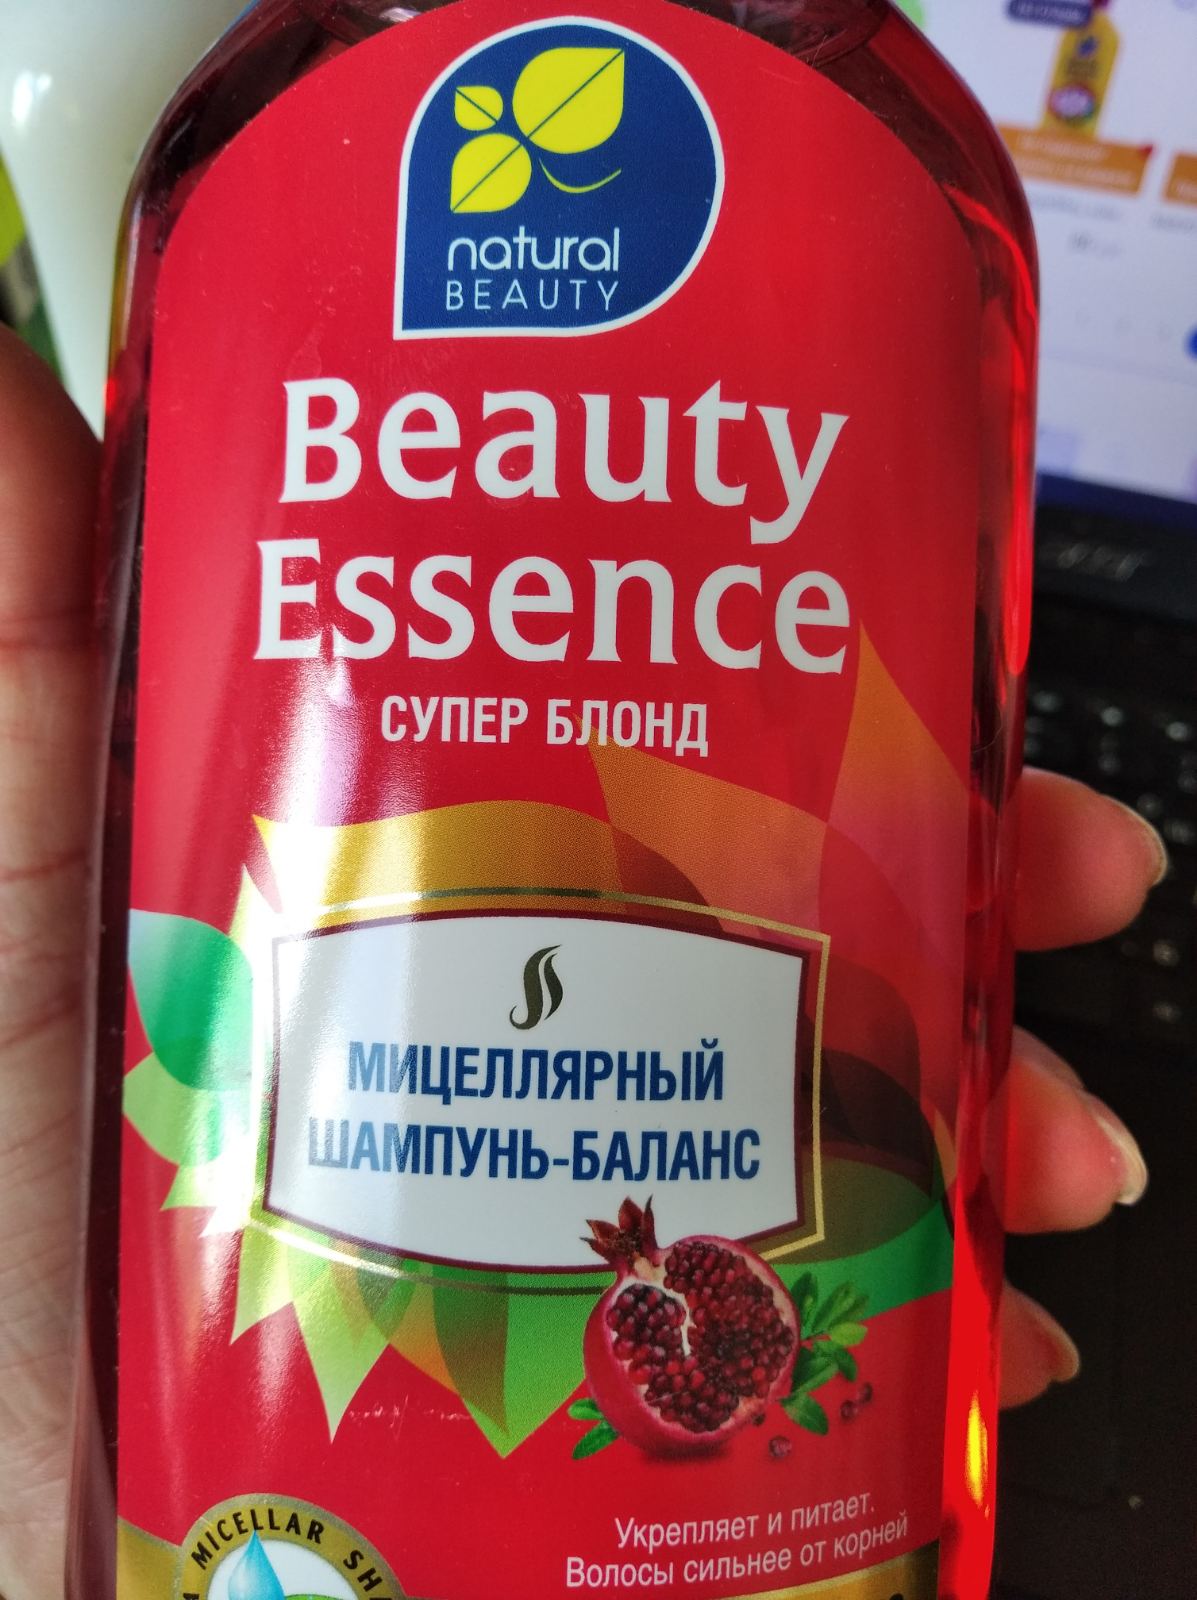 natural
BEAUTY
Beauty
Essence
СУПЕР БЛОНД
МИЦЕЛЛЯРНЫЙ
ШАМПУНЬ-БАЛАНС
Укрепляет и питает.
Волосы сильнее от корней
MICELLAR